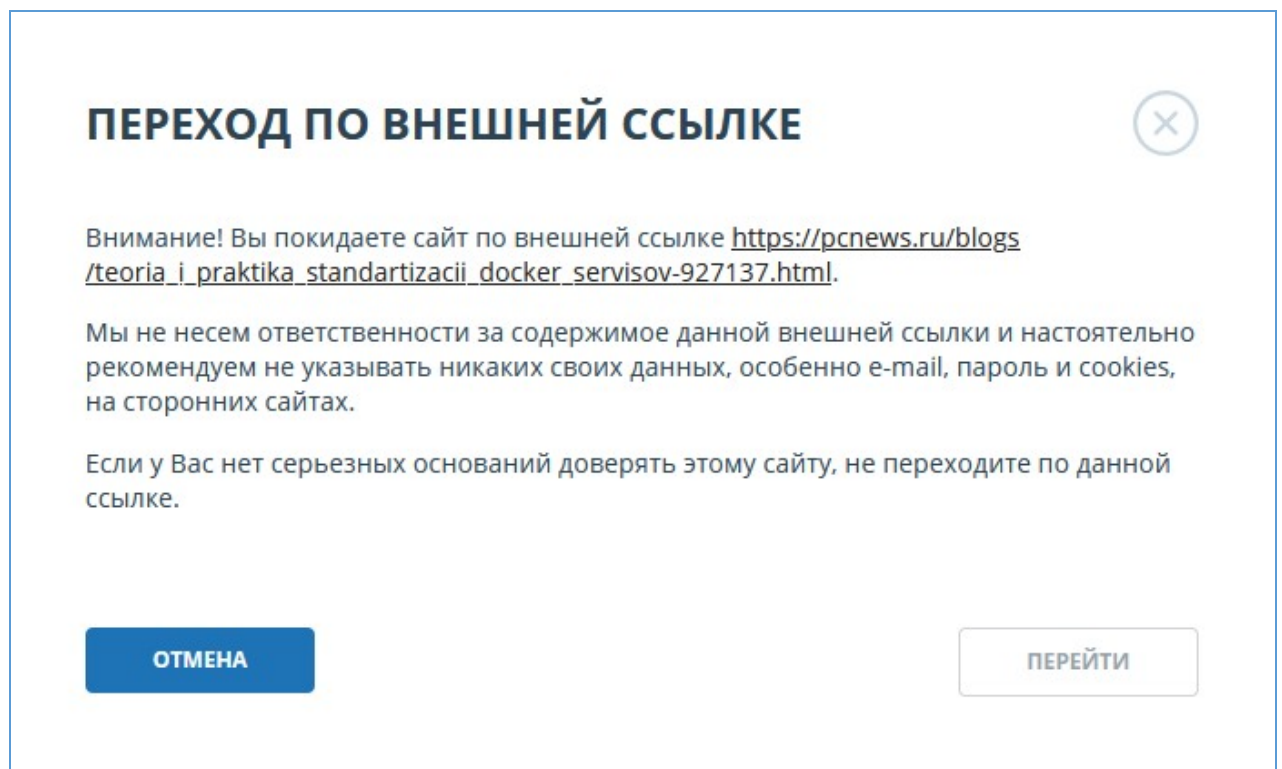 ПЕРЕХОД ПО ВНЕШНЕЙ ССЫЛКЕ
Внимание! Вы покидаете сайт по внешней ссылке https://pcnews.ru/blogs
/teoria_i_praktika_standartizacii_docker_servisov-927137.html.
Мы не несем ответственности за содержимое данной внешней ссылки и настоятельно
рекомендуем не указывать никаких своих данных, особенно e-mail, пароль и cookies,
на сторонних сайтах.
Если у Вас нет серьезных оснований доверять этому сайту, не переходите по данной
ссылке.
ОТМЕНА
ПЕРЕЙТИ